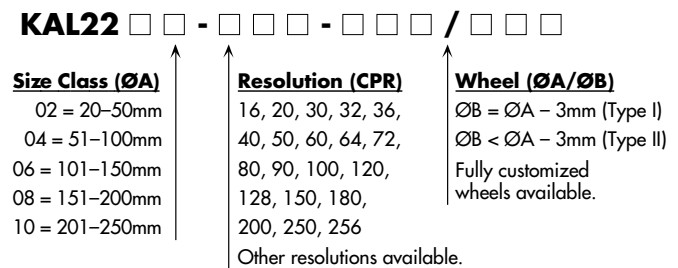 KAL22 □ □ - □ □ □ - □ □ □ / □ □ □
Size Class (ØA)
02 = 20–50mm
04 = 51–100mm
06 = 101–150mm
08 = 151–200mm
10 = 201–250mm
Resolution (CPR)
16, 20, 30, 32, 36,
40, 50, 60, 64, 72,
80, 90, 100, 120,
128, 150, 180,
200, 250, 256
Other resolutions available.
Wheel (ØA/ØB)
ØB = ØA – 3mm (Type I)
ØB < ØA – 3mm (Type II)
Fully customized
wheels available.